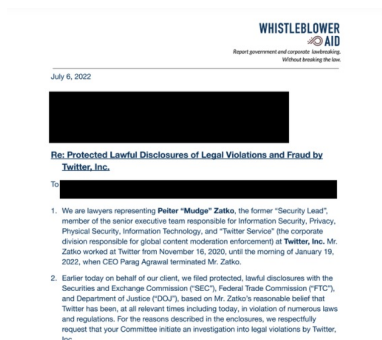 WHISTLEBLOWER
AID
Report government and corporate lawbreaking.
Without breaking the law.
July 6, 2022
Re: Protected Lawful Disclosures of Legal Violations and Fraud by
Twitter, Inc.
To
1. We are lawyers representing Peiter “Mudge” Zatko, the former “Security Lead”,
member of the senior executive team responsible for Information Security, Privacy,
Physical Security, Information Technology, and “Twitter Service” (the corporate
division responsible for global content moderation enforcement) at Twitter, Inc. Mr.
Zatko worked at Twitter from November 16, 2020, until the morning of January 19,
2022, when CEO Parag Agrawal terminated Mr. Zatko.
2. Earlier today on behalf of our client, we filed protected, lawful disclosures with the
Securities and Exchange Commission (“SEC”), Federal Trade Commission (“FTC”),
and Department of Justice (“DOJ”), based on Mr. Zatko’s reasonable belief that
Twitter has been, at all relevant times including today, in violation of numerous laws
and regulations. For the reasons described in the enclosures, we respectfully
request that your Committee initiate an investigation into legal violations by Twitter,
Inc.